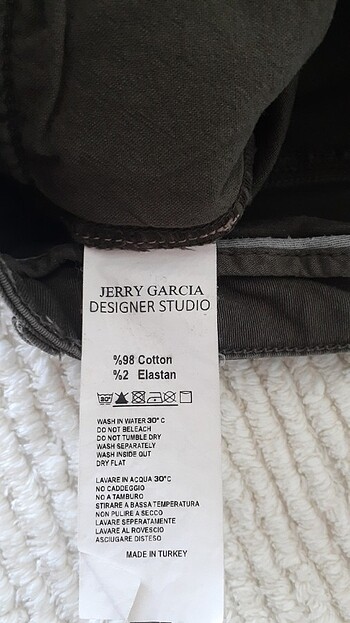 JERRY GARCIA
DESIGNER STUDIO
%98 Cotton
%2 Elastan
30°
WASH IN WATER 30°C
DO NOT BELEACH
DO NOT TUMBLE DRY
WASH SEPARATELY
WASH INSIDE OUT
DRY FLAT
LAVARE IN ACQUA 30°C
NO CADDEGGIO
NO A TAMBURO
STIRARE A BASSA TEMPERATURA
NON PULIRE A SECCO
LAVARE SEPERATAMENTE
LAVARE AL ROVESCIO
ASCIUGARE DISTESO
MADE IN TURKEY